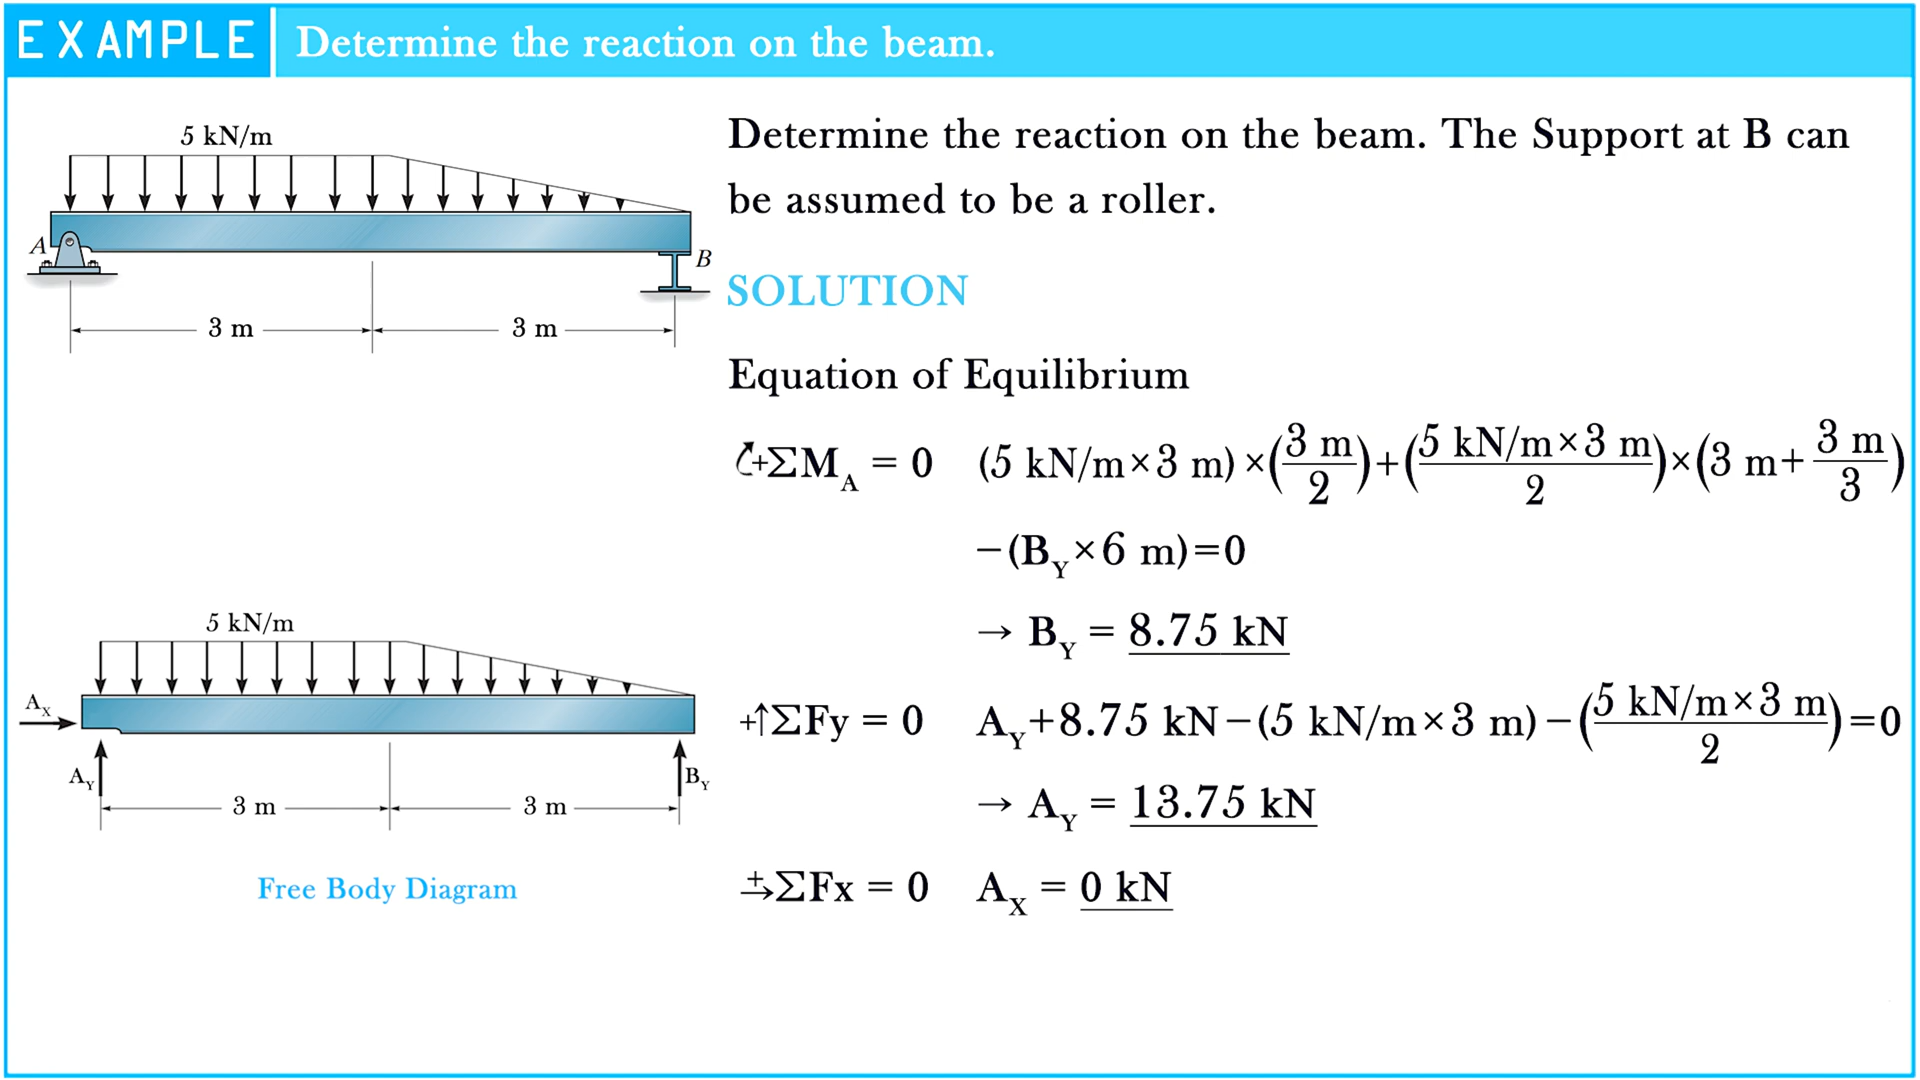 EXAMPLE Determine the reaction on the beam.
5 kN/m
A
B
3 m 3 m
Determine the reaction on the beam. The Support at B can
be assumed to be a roller.
SOLUTION
Equation of Equilibrium
↻+ΣM_A = 0 (5 kN/m×3 m)×(3 m/2)+(5 kN/m×3 m/2)×(3 m+3 m/3)
−(B_Y×6 m)=0
→ B_Y = 8.75 kN
+↑ΣFy = 0 A_Y+8.75 kN−(5 kN/m×3 m)−(5 kN/m×3 m/2)=0
→ A_Y = 13.75 kN
+→ΣFx = 0 A_X = 0 kN
5 kN/m
A_X
A_Y
B_Y
3 m 3 m
Free Body Diagram